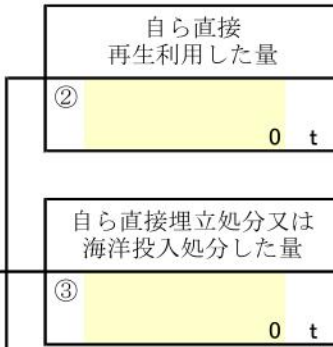 自ら直接
再生利用した量
②
0 t
自ら直接埋立処分又は
海洋投入処分した量
③
0 t